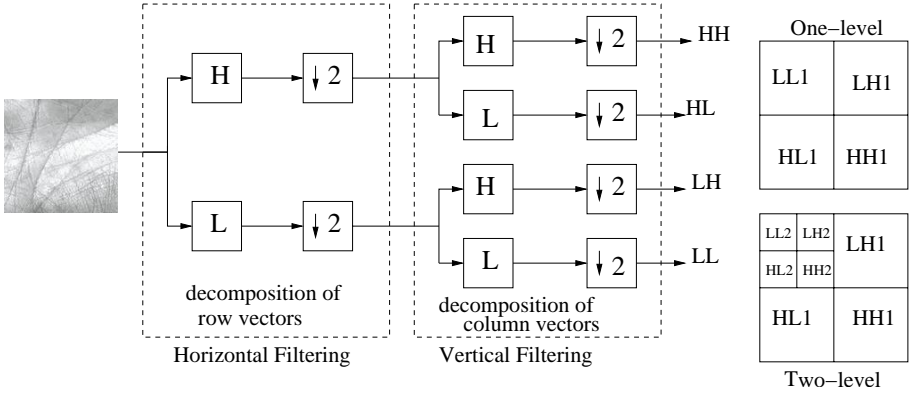 H
↓ 2
H
↓ 2
HH
L
↓ 2
HL
L
↓ 2
H
↓ 2
LH
L
↓ 2
LL
decomposition of
row vectors
Horizontal Filtering
decomposition of
column vectors
Vertical Filtering
One-level
LL1 LH1
HL1 HH1
LL2 LH2
LH1
HL2 HH2
HL1 HH1
Two-level